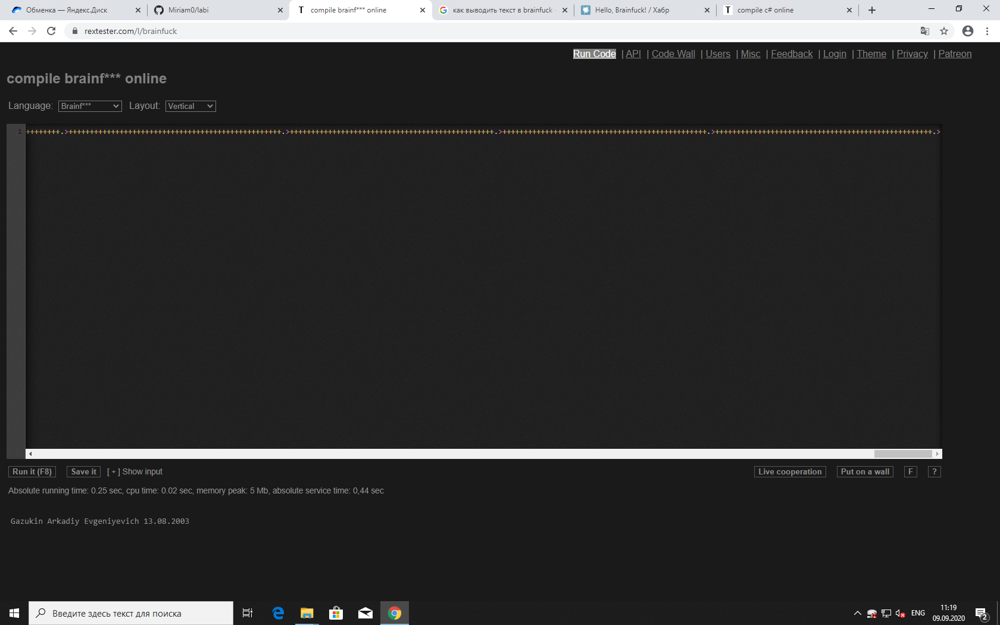 Обменка — Яндекс.Диск
Miriam0/labi
compile brainf*** online
как выводить текст в brainfuck
Hello, Brainfuck! / Хабр
compile c# online
rextester.com/l/brainfuck
Run Code | API | Code Wall | Users | Misc | Feedback | Login | Theme | Privacy | Patreon
compile brainf*** online
Language: Brainf*** Layout: Vertical
1
Run it (F8) Save it [ + ] Show input Live cooperation Put on a wall F ?
Absolute running time: 0.25 sec, cpu time: 0.02 sec, memory peak: 5 Mb, absolute service time: 0,44 sec
Gazukin Arkadiy Evgeniyevich 13.08.2003
Введите здесь текст для поиска
ENG
11:19
09.09.2020
2